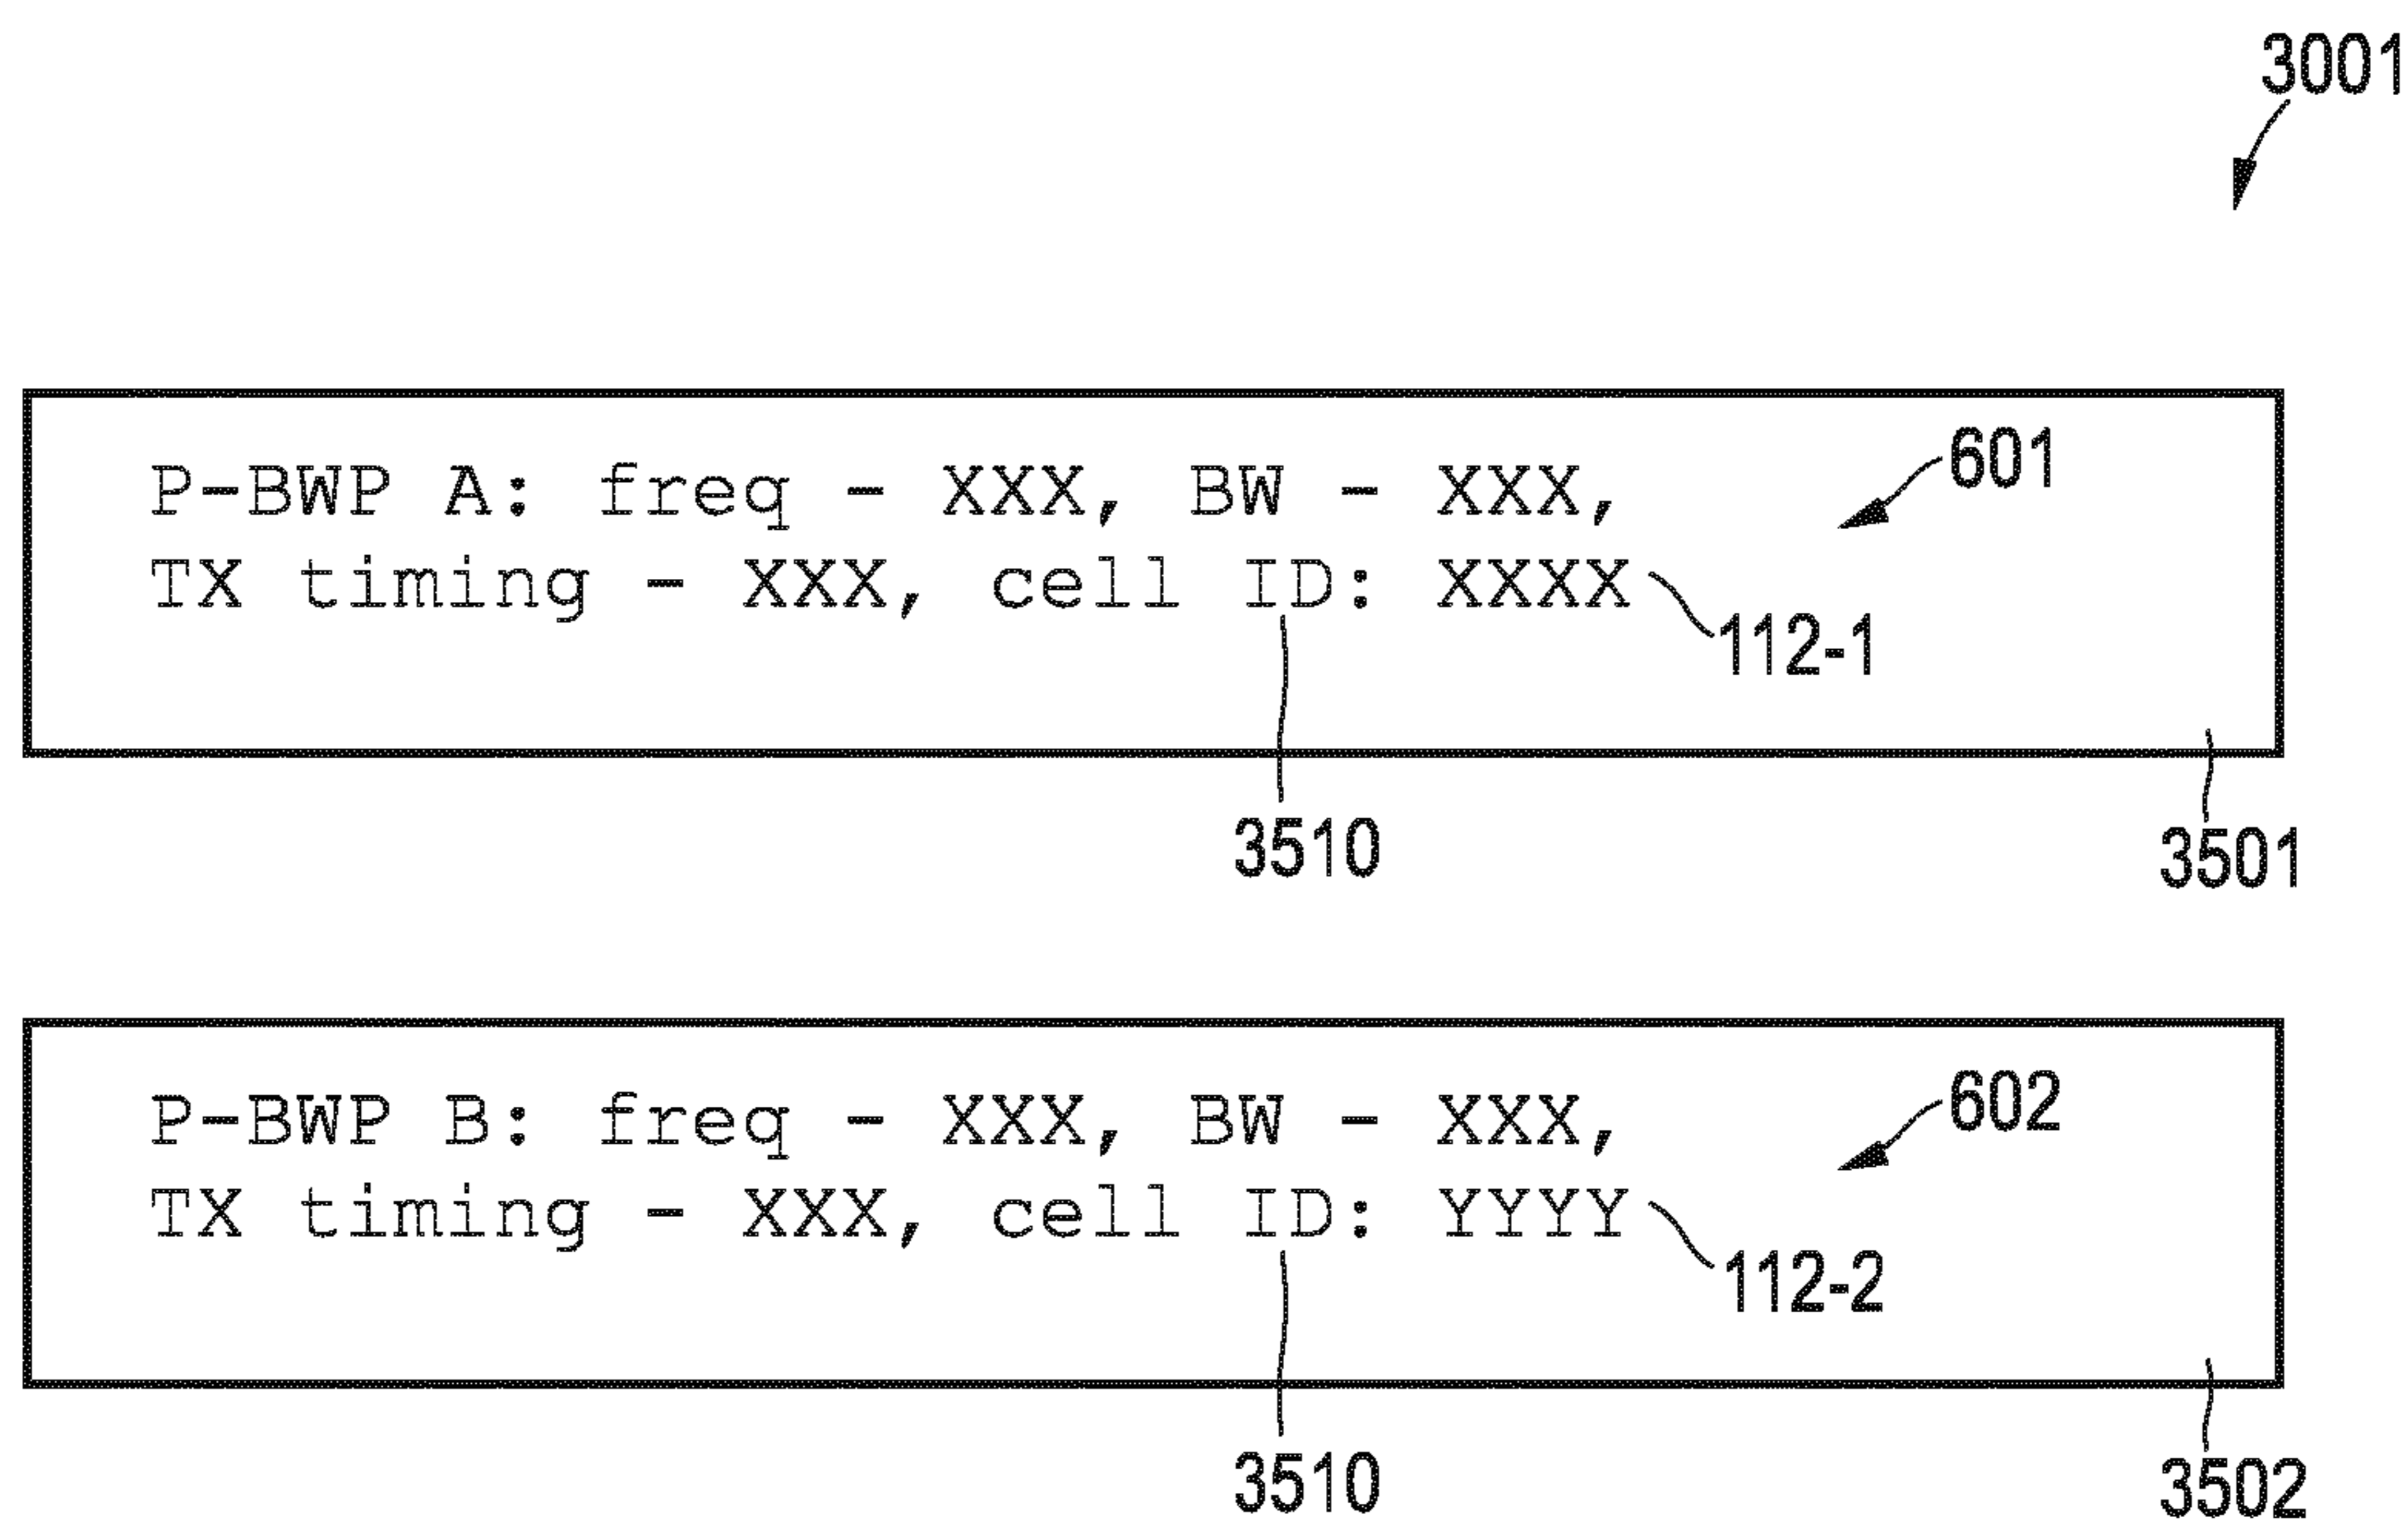 3001
P-BWP A: freq - XXX, BW - XXX,
601
TX timing - XXX, cell ID: XXXX
112-1
3510
3501
P-BWP B: freq - XXX, BW - XXX,
602
TX timing - XXX, cell ID: YYYY
112-2
3510
3502